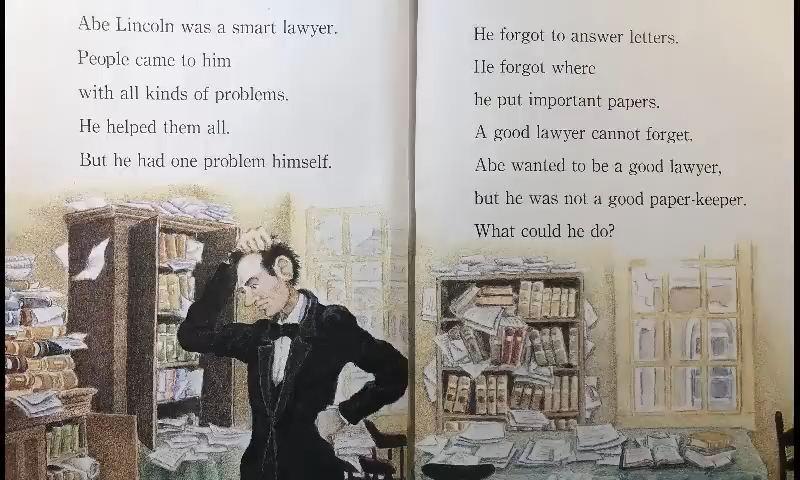 Abe Lincoln was a smart lawyer.
People came to him
with all kinds of problems.
He helped them all.
But he had one problem himself.
He forgot to answer letters.
He forgot where
he put important papers.
A good lawyer cannot forget.
Abe wanted to be a good lawyer,
but he was not a good paper-keeper.
What could he do?